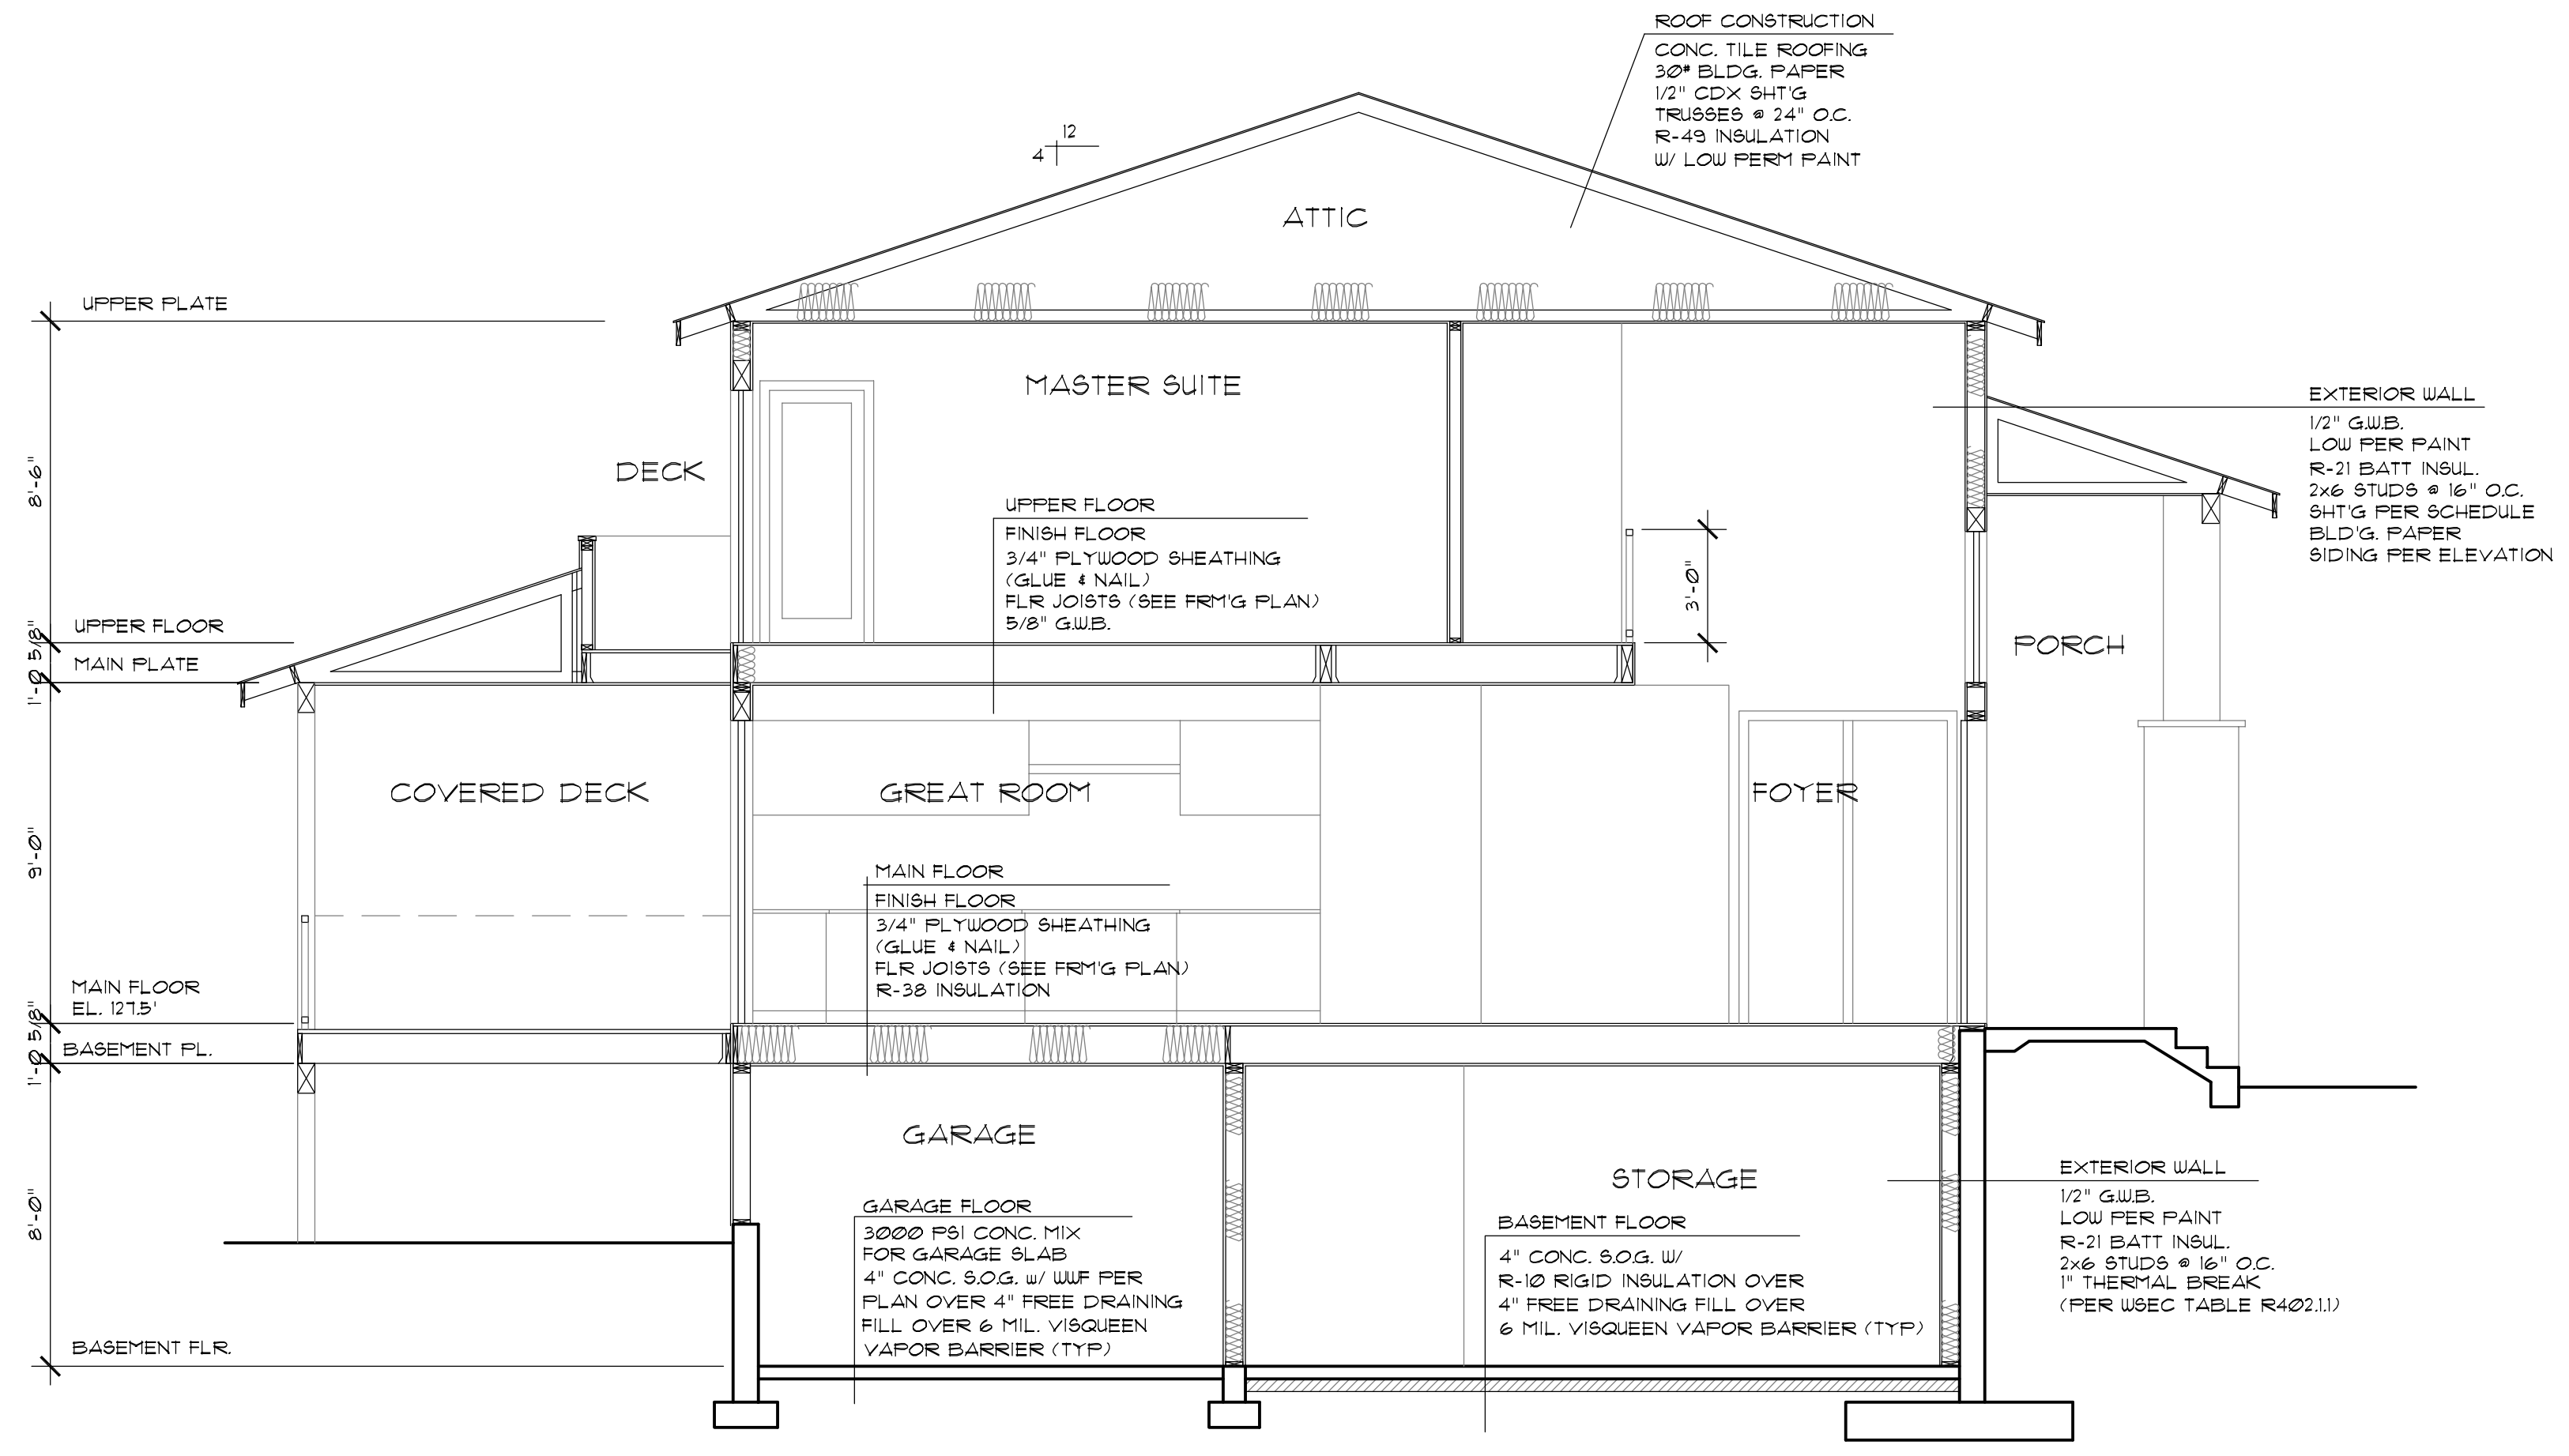 ROOF CONSTRUCTION
CONC. TILE ROOFING
30# BLDG. PAPER
1/2" CDX SHT'G
TRUSSES @ 24" O.C.
R-49 INSULATION
W/ LOW PERM PAINT
12
4
ATTIC
UPPER PLATE
MASTER SUITE
EXTERIOR WALL
1/2" G.W.B.
LOW PER PAINT
R-21 BATT INSUL.
2x6 STUDS @ 16" O.C.
SHT'G PER SCHEDULE
BLD'G. PAPER
SIDING PER ELEVATION
DECK
8'-6"
UPPER FLOOR
FINISH FLOOR
3/4" PLYWOOD SHEATHING
(GLUE & NAIL)
FLR JOISTS (SEE FRM'G PLAN)
5/8" G.W.B.
3'-0"
UPPER FLOOR
1'-0 5/8"
MAIN PLATE
PORCH
COVERED DECK
GREAT ROOM
FOYER
9'-0"
MAIN FLOOR
FINISH FLOOR
3/4" PLYWOOD SHEATHING
(GLUE & NAIL)
FLR JOISTS (SEE FRM'G PLAN)
R-38 INSULATION
MAIN FLOOR
EL. 127.5'
1'-0 5/8"
BASEMENT PL.
GARAGE
STORAGE
8'-0"
GARAGE FLOOR
3000 PSI CONC. MIX
FOR GARAGE SLAB
4" CONC. S.O.G. w/ WWF PER
PLAN OVER 4" FREE DRAINING
FILL OVER 6 MIL. VISQUEEN
VAPOR BARRIER (TYP)
BASEMENT FLOOR
4" CONC. S.O.G. W/
R-10 RIGID INSULATION OVER
4" FREE DRAINING FILL OVER
6 MIL. VISQUEEN VAPOR BARRIER (TYP)
EXTERIOR WALL
1/2" G.W.B.
LOW PER PAINT
R-21 BATT INSUL.
2x6 STUDS @ 16" O.C.
1" THERMAL BREAK
(PER WSEC TABLE R402.1.1)
BASEMENT FLR.